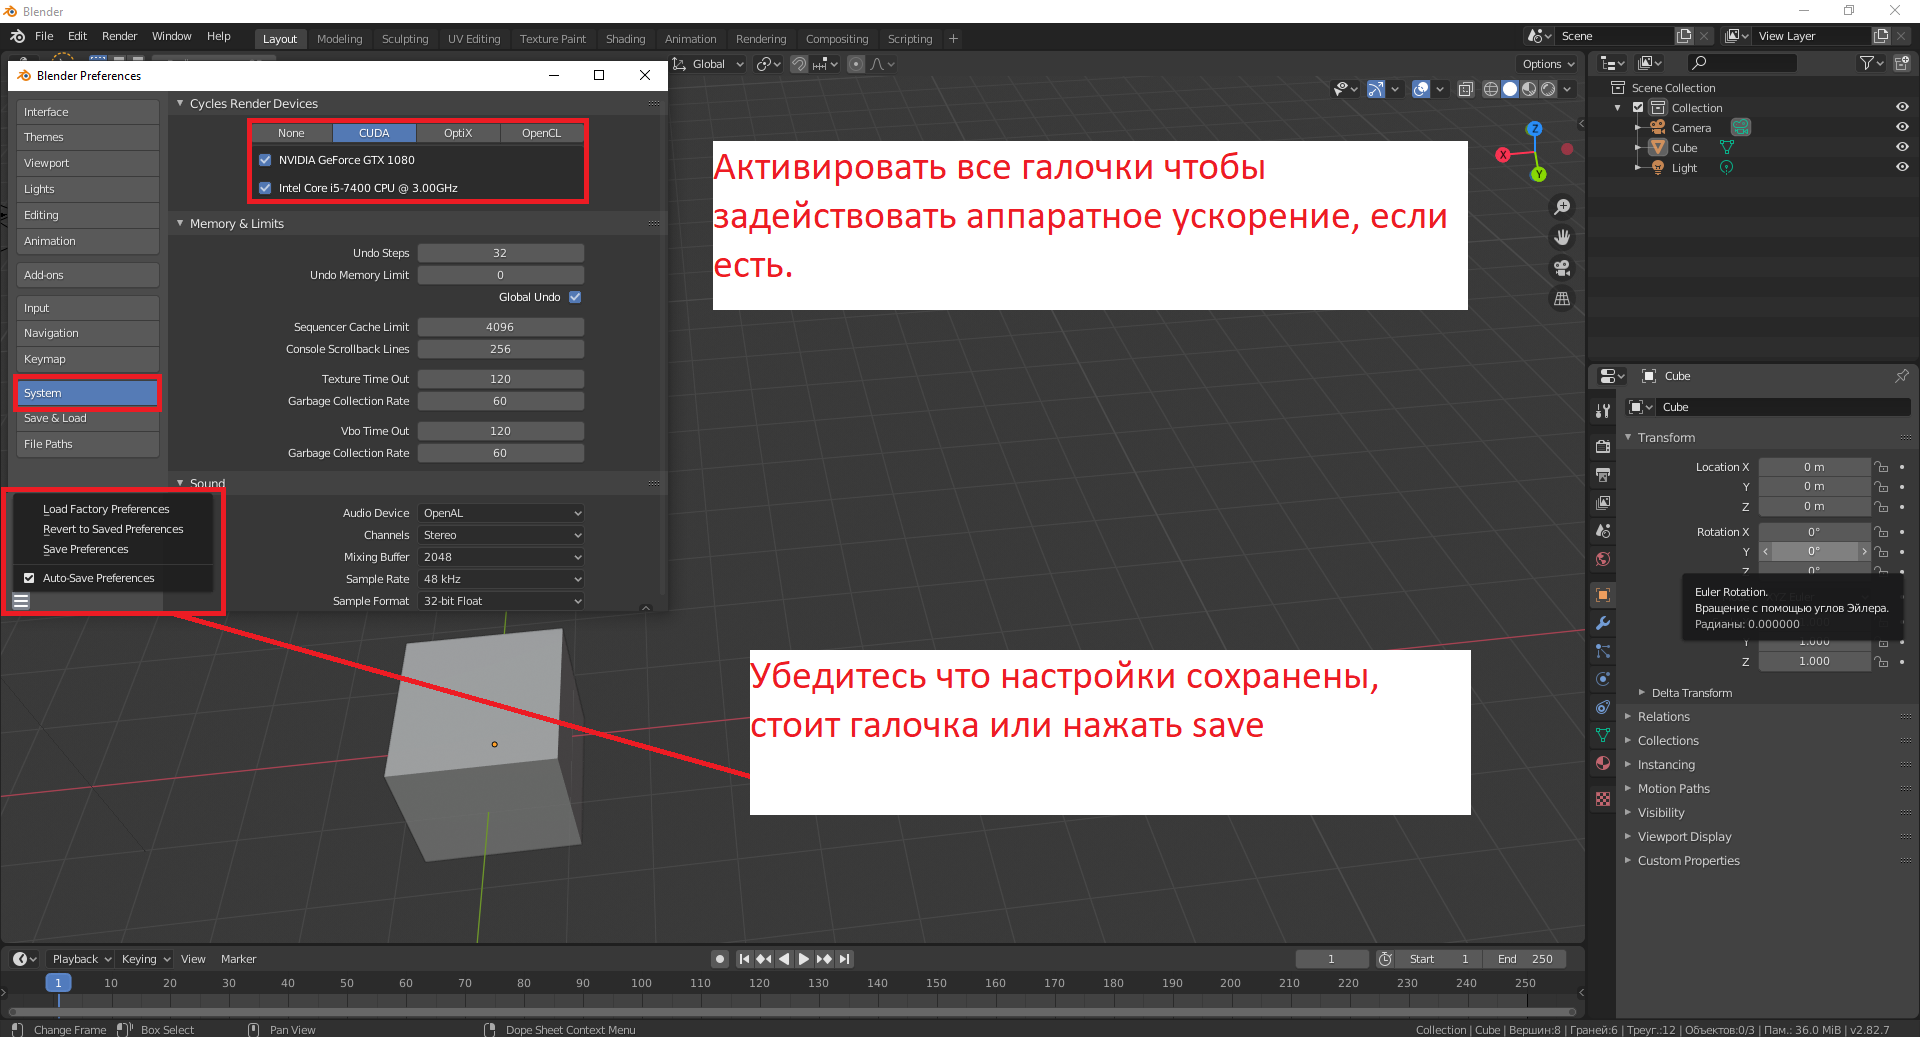 Blender
File Edit Render Window Help
Layout Modeling Sculpting UV Editing Texture Paint Shading Animation Rendering Compositing Scripting +
Scene
View Layer
Global
Options
Blender Preferences
Interface
Themes
Viewport
Lights
Editing
Animation
Add-ons
Input
Navigation
Keymap
System
Save & Load
File Paths
Load Factory Preferences
Revert to Saved Preferences
Save Preferences
Auto-Save Preferences
Cycles Render Devices
None CUDA OptiX OpenCL
NVIDIA GeForce GTX 1080
Intel Core i5-7400 CPU @ 3.00GHz
Memory & Limits
Undo Steps 32
Undo Memory Limit 0
Global Undo
Sequencer Cache Limit 4096
Console Scrollback Lines 256
Texture Time Out 120
Garbage Collection Rate 60
Vbo Time Out 120
Garbage Collection Rate 60
Sound
Audio Device OpenAL
Channels Stereo
Mixing Buffer 2048
Sample Rate 48 kHz
Sample Format 32-bit Float
Активировать все галочки чтобы
задействовать аппаратное ускорение, если
есть.
Z
X
Y
Убедитесь что настройки сохранены,
стоит галочка или нажать save
Scene Collection
Collection
Camera
Cube
Light
Cube
Cube
Transform
Location X 0 m
Y 0 m
Z 0 m
Rotation X 0°
Y 0°
Z 0°
Euler Rotation.
Вращение с помощью углов Эйлера.
Радианы: 0.000000
Y 1.000
Z 1.000
Delta Transform
Relations
Collections
Instancing
Motion Paths
Visibility
Viewport Display
Custom Properties
Playback Keying View Marker
1
Start 1
End 250
1 10 20 30 40 50 60 70 80 90 100 110 120 130 140 150 160 170 180 190 200 210 220 230 240 250
Change Frame Box Select Pan View Dope Sheet Context Menu
Collection | Cube | Вершин:8 | Граней:6 | Треуг.:12 | Объектов:0/3 | Пам.: 36.0 MiB | v2.82.7